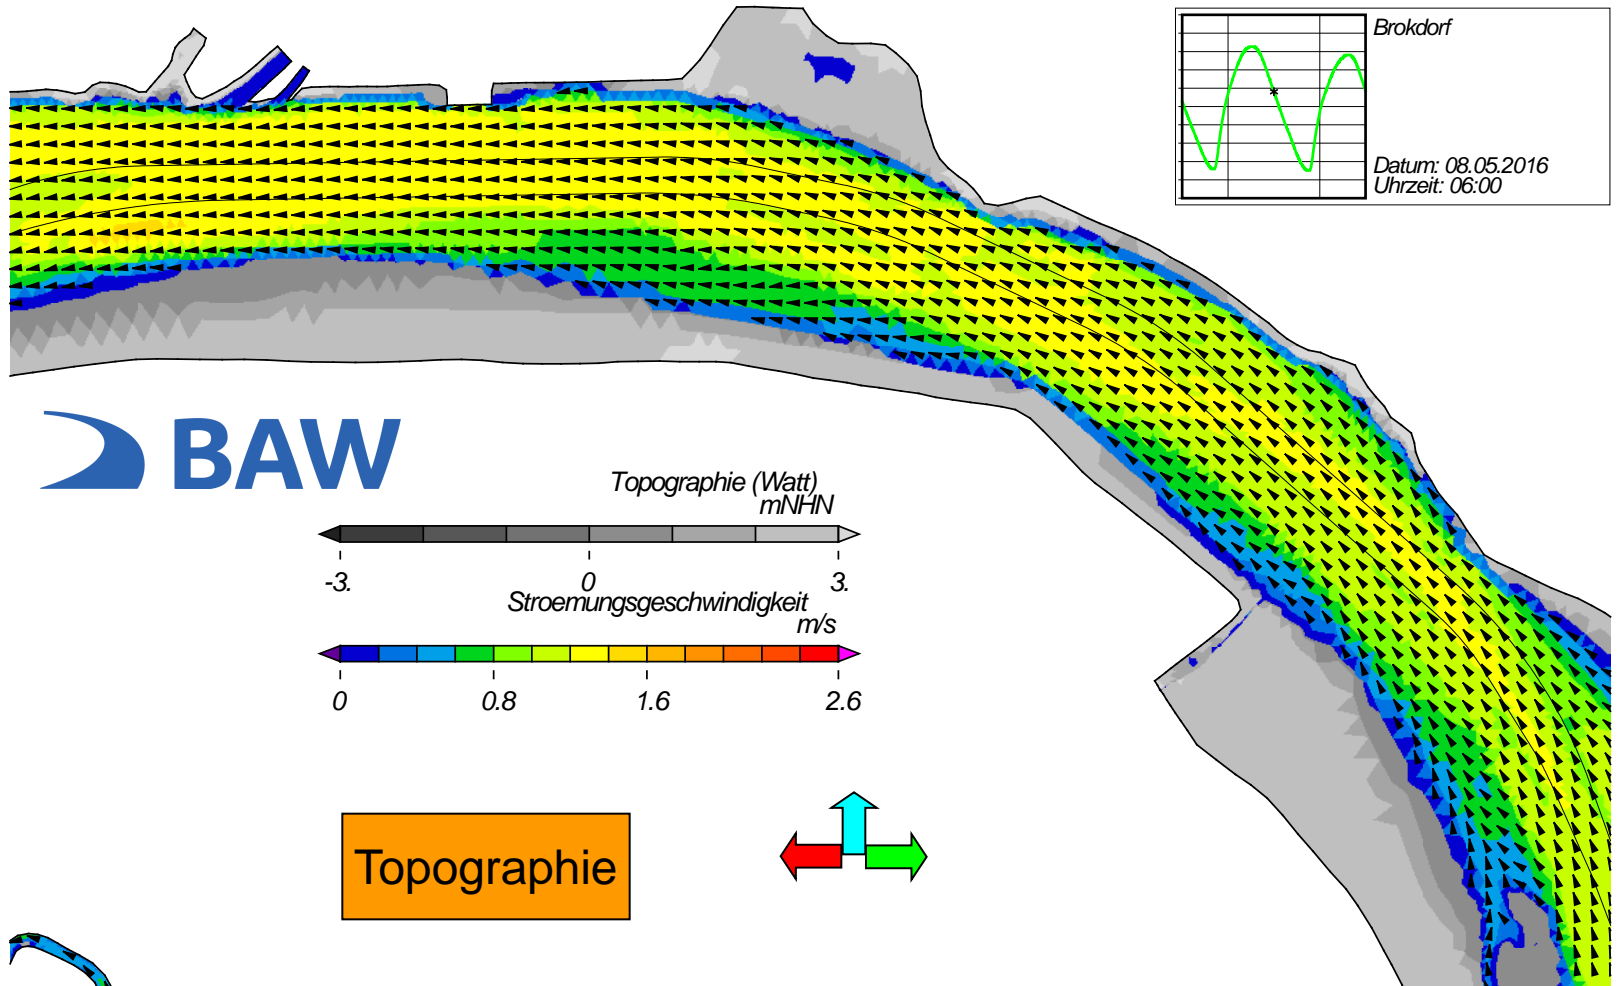 Brokdorf
Datum: 08.05.2016
Uhrzeit: 06:00
BAW
Topographie (Watt)
mNHN
-3. 0 3.
Stroemungsgeschwindigkeit
m/s
0 0.8 1.6 2.6
Topographie